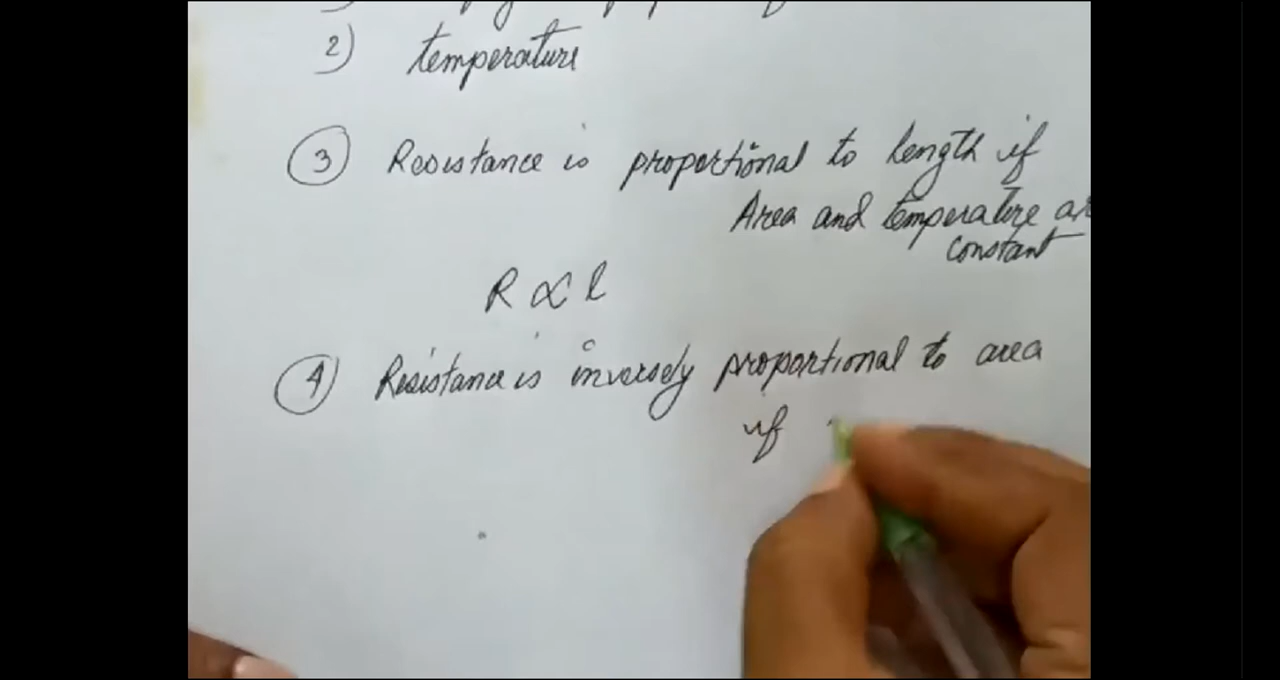 2) temperature
3 Resistance is proportional to length if
Area and temperature
constant
R ∝ l
4 Resistance is inversely proportional to area
if